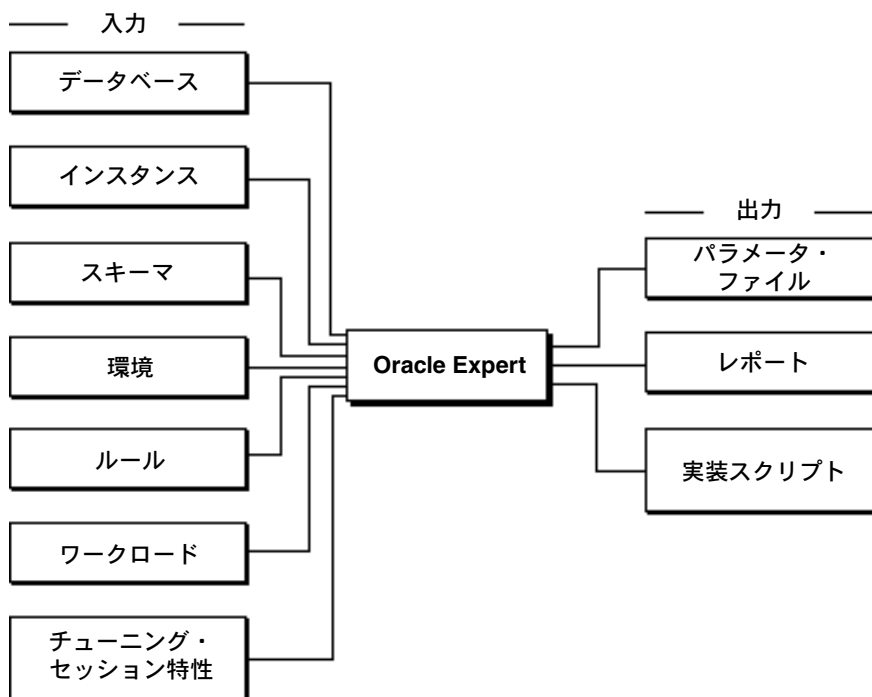 入力
データベース
インスタンス
スキーマ
環境
ルール
ワークロード
チューニング・
セッション特性
Oracle Expert
出力
パラメータ・
ファイル
レポート
実装スクリプト